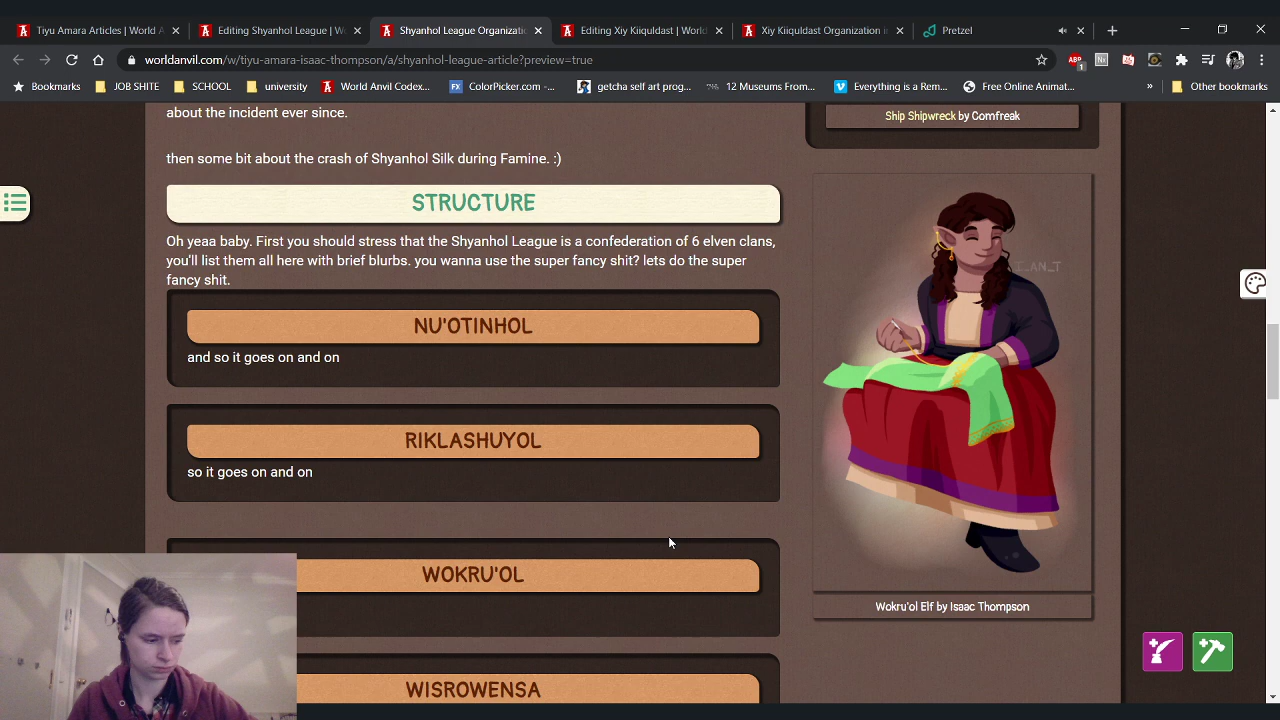 Tiyu Amara Articles | World A
Editing Shyanhol League | Wo
Shyanhol League Organizatio
Editing Xiy Kiiquldast | World
Xiy Kiiquldast Organization in
Pretzel
worldanvil.com/w/tiyu-amara-isaac-thompson/a/shyanhol-league-article?preview=true
ABP
1
Bookmarks
JOB SHITE
SCHOOL
university
World Anvil Codex...
FX
ColorPicker.com -...
getcha self art prog...
12 Museums From...
Everything is a Rem...
Free Online Animat...
»
Other bookmarks
about the incident ever since.
Ship Shipwreck by Comfreak
then some bit about the crash of Shyanhol Silk during Famine. :)
STRUCTURE
Oh yeaa baby. First you should stress that the Shyanhol League is a confederation of 6 elven clans,
you'll list them all here with brief blurbs. you wanna use the super fancy shit? lets do the super
fancy shit.
NU'OTINHOL
and so it goes on and on
RIKLASHUYOL
so it goes on and on
WOKRU'OL
WISROWENSA
Wokru'ol Elf by Isaac Thompson